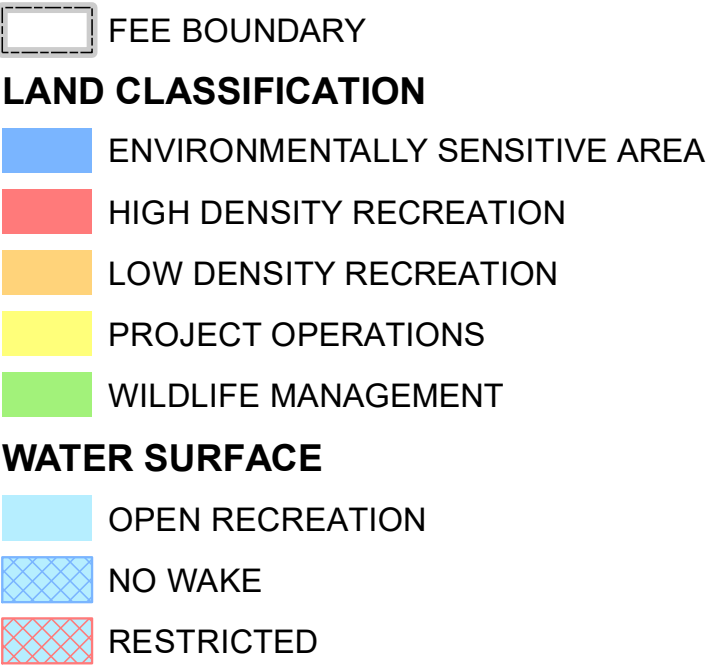 FEE BOUNDARY
LAND CLASSIFICATION
ENVIRONMENTALLY SENSITIVE AREA
HIGH DENSITY RECREATION
LOW DENSITY RECREATION
PROJECT OPERATIONS
WILDLIFE MANAGEMENT
WATER SURFACE
OPEN RECREATION
NO WAKE
RESTRICTED